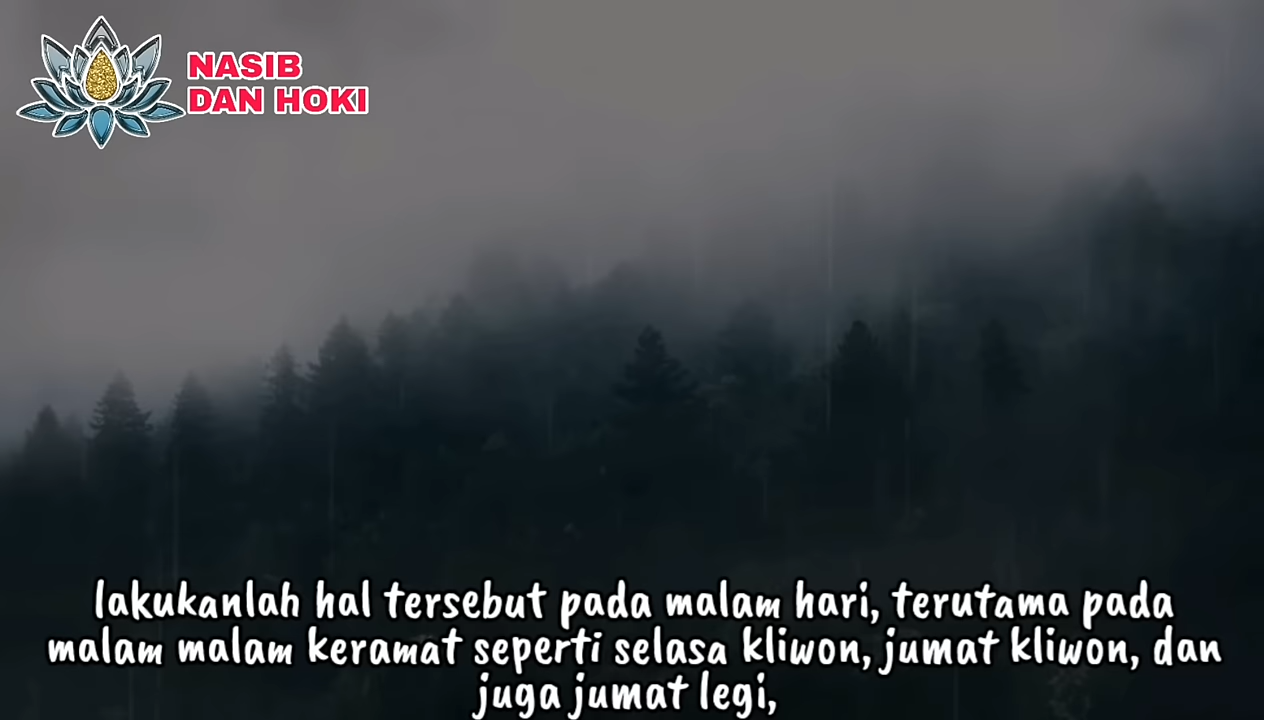 NASIB
DAN HOKI
lakukanlah hal tersebut pada malam hari, terutama pada
malam malam keramat seperti selasa kliwon, jumat kliwon, dan
juga jumat legi,